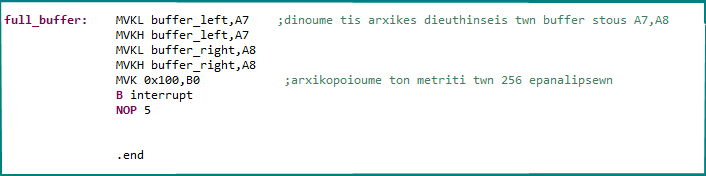 full_buffer: MVKL buffer_left,A7 ;dinoume tis arxikes dieuthinseis twn buffer stous A7,A8
MVKH buffer_left,A7
MVKL buffer_right,A8
MVKH buffer_right,A8
MVK 0x100,B0 ;arxikopoioume ton metriti twn 256 epanalipsewn
B interrupt
NOP 5
.end